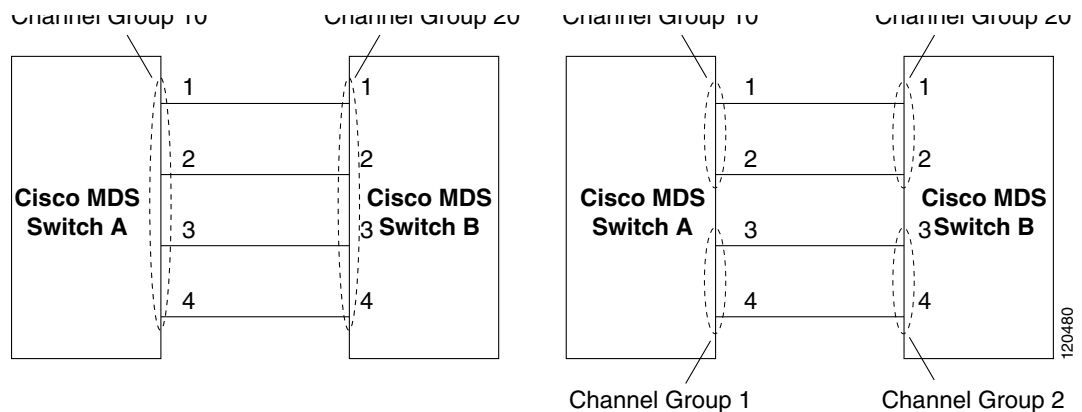 Channel Group 10
Channel Group 20
1
1
2
2
Cisco MDS
Switch A
Cisco MDS
Switch B
3
3
4
4
Channel Group 10
Channel Group 20
1
1
2
2
Cisco MDS
Switch A
Cisco MDS
Switch B
3
3
4
4
Channel Group 1
Channel Group 2
120480